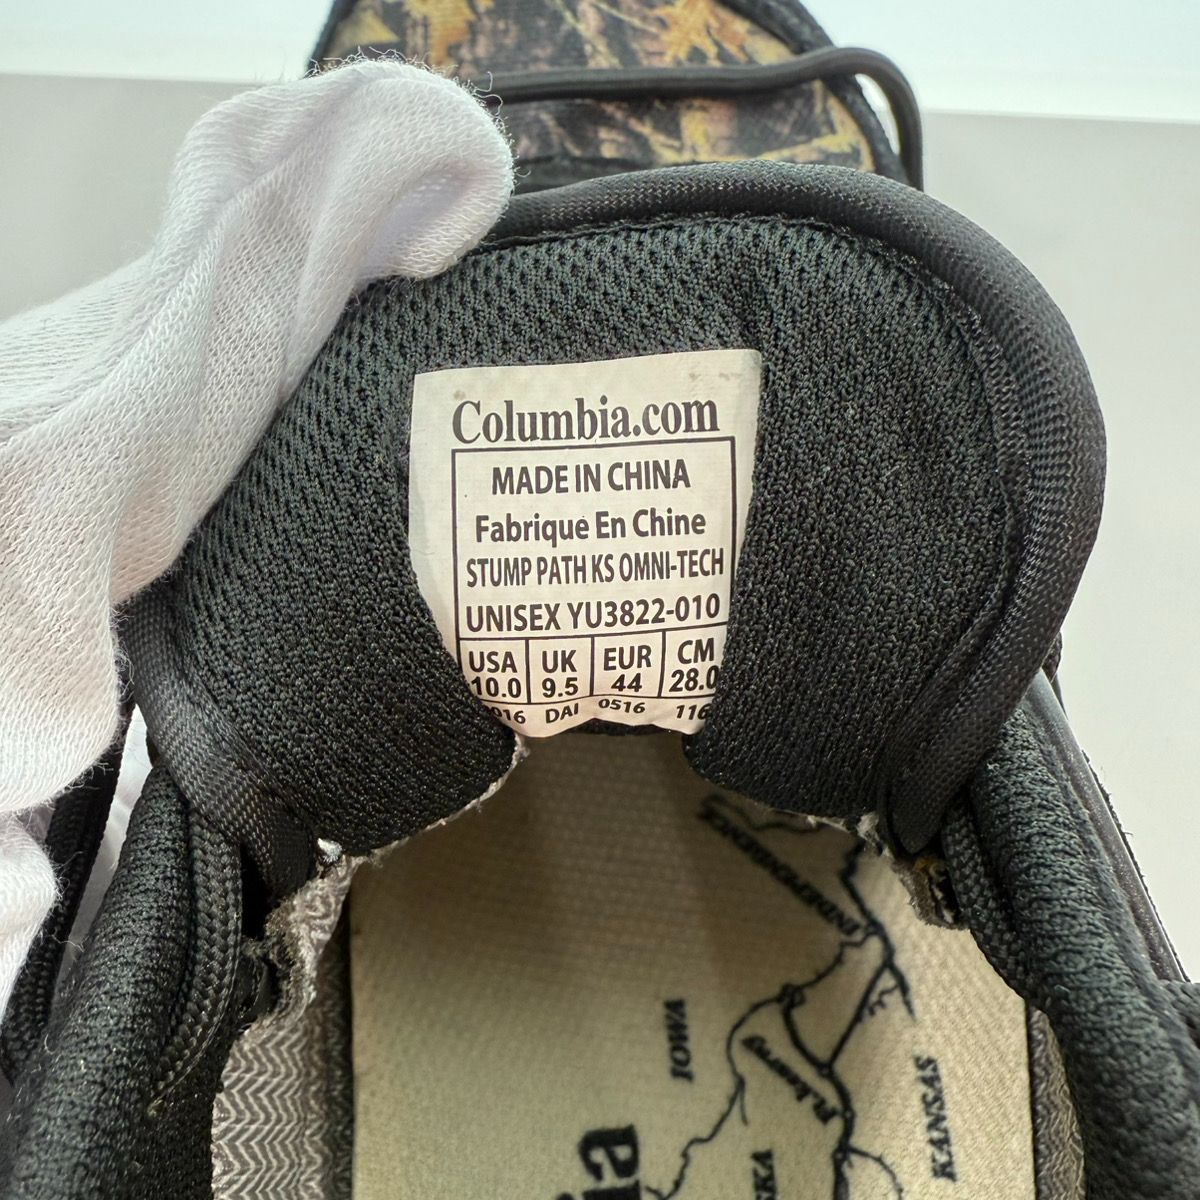 Columbia.com
MADE IN CHINA
Fabrique En Chine
STUMP PATH KS OMNI-TECH
UNISEX YU3822-010
USA UK EUR CM
10.0 9.5 44 28.0
DAI 0516
INDEPENDENCE
IOWA
KANSAS